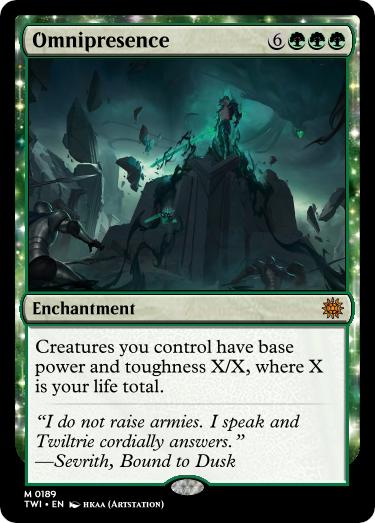 Omnipresence 6
Enchantment
Creatures you control have base
power and toughness X/X, where X
is your life total.
“I do not raise armies. I speak and
Twiltrie cordially answers.”
—Sevrith, Bound to Dusk
M 0189
TWI • EN HKAA (ARTSTATION)